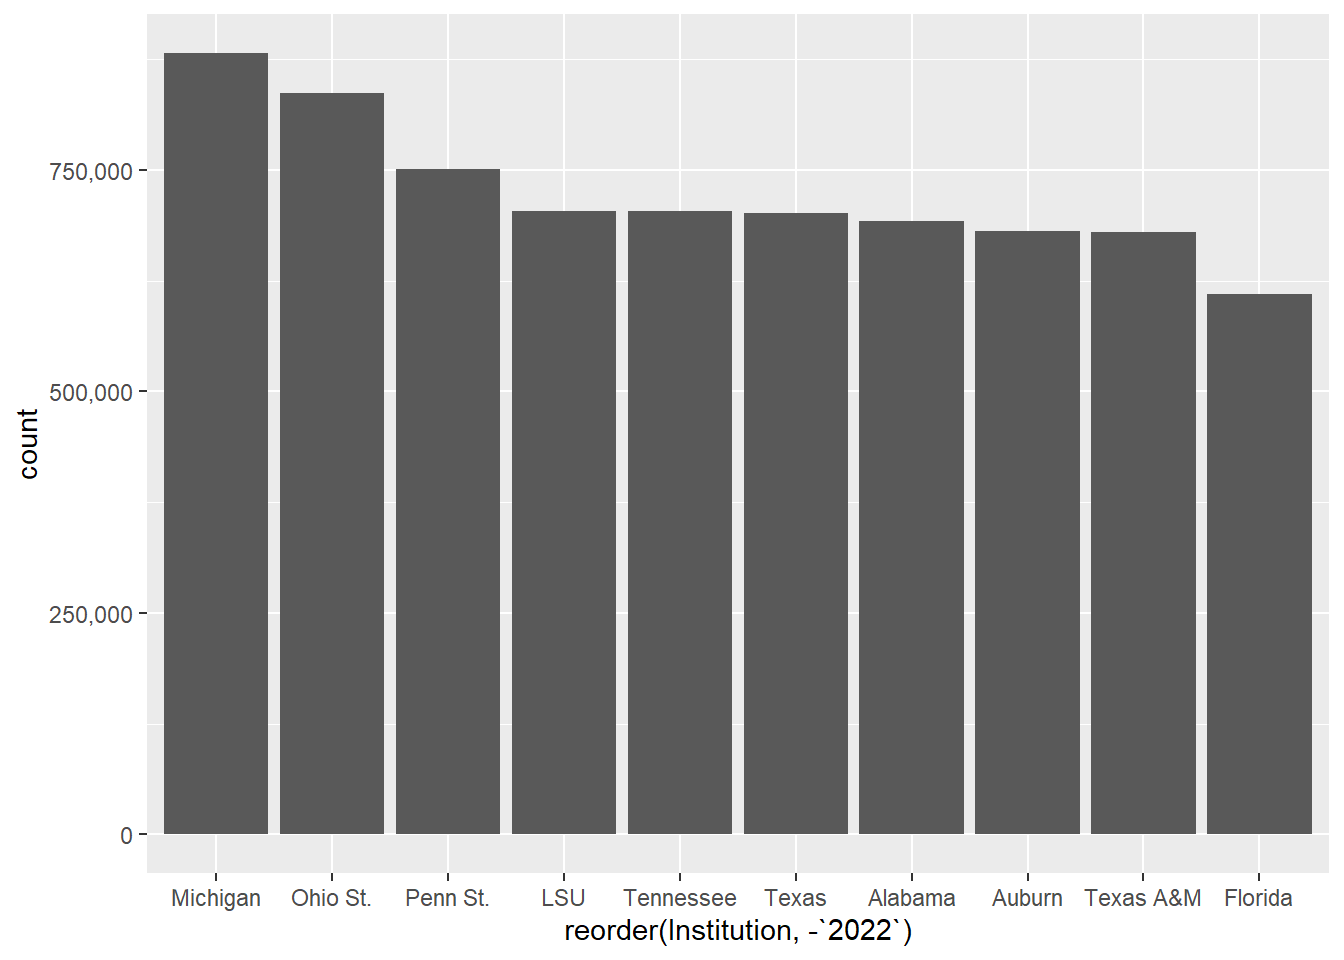 750,000
500,000
250,000
0
count
Michigan Ohio St. Penn St. LSU Tennessee Texas Alabama Auburn Texas A&M Florida
reorder(Institution, -`2022`)